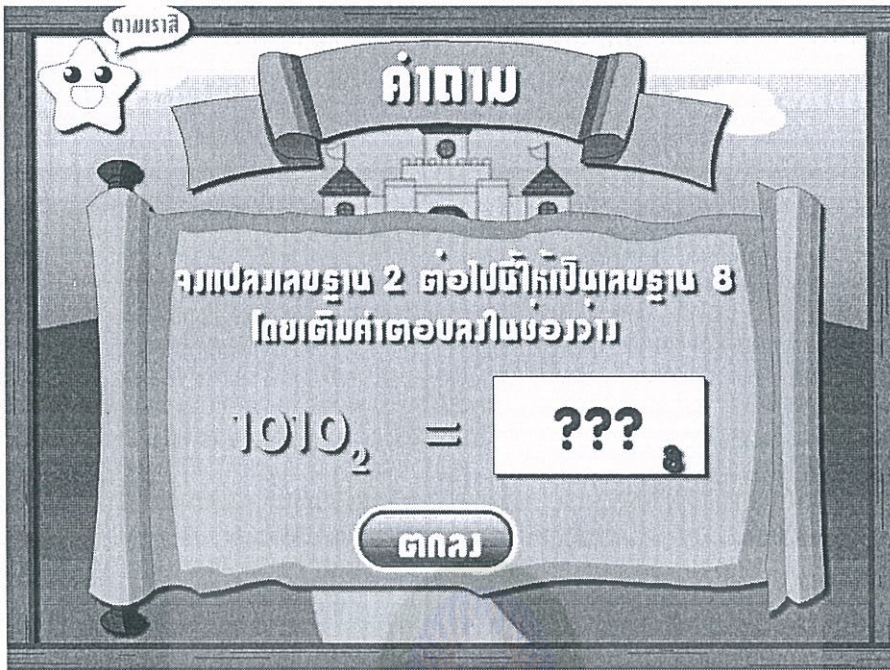 ถามเราสิ
คำถาม
จงแปลงเลขฐาน 2 ต่อไปนี้ให้เป็นเลขฐาน 8
โดยเติมคำตอบลงในช่องว่าง
1010₂ = ???₈
ตกลง